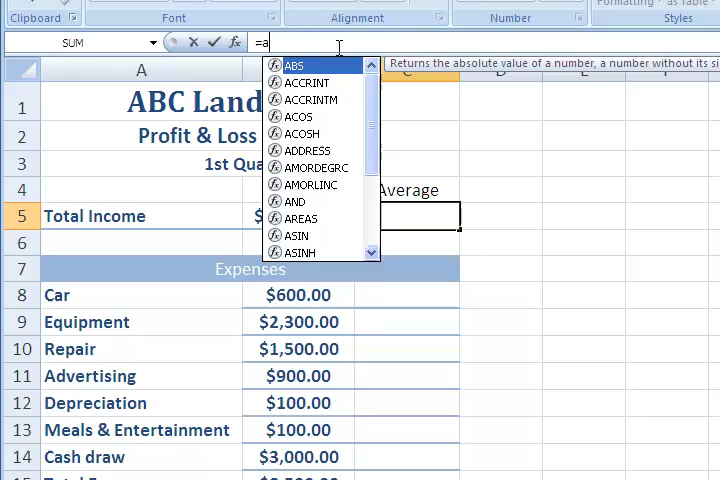 Formatting as Table
Clipboard Font Alignment Number Styles
SUM =a
ABS Returns the absolute value of a number, a number without its si
ACCRINT
ACCRINTM
ACOS
ACOSH
ADDRESS
AMORDEGRC
AMORLINC
AND
AREAS
ASIN
ASINH
A
1 ABC Land
2 Profit & Loss
3 1st Qua
4 Average
5 Total Income $
6
7 Expenses
8 Car $600.00
9 Equipment $2,300.00
10 Repair $1,500.00
11 Advertising $900.00
12 Depreciation $100.00
13 Meals & Entertainment $100.00
14 Cash draw $3,000.00